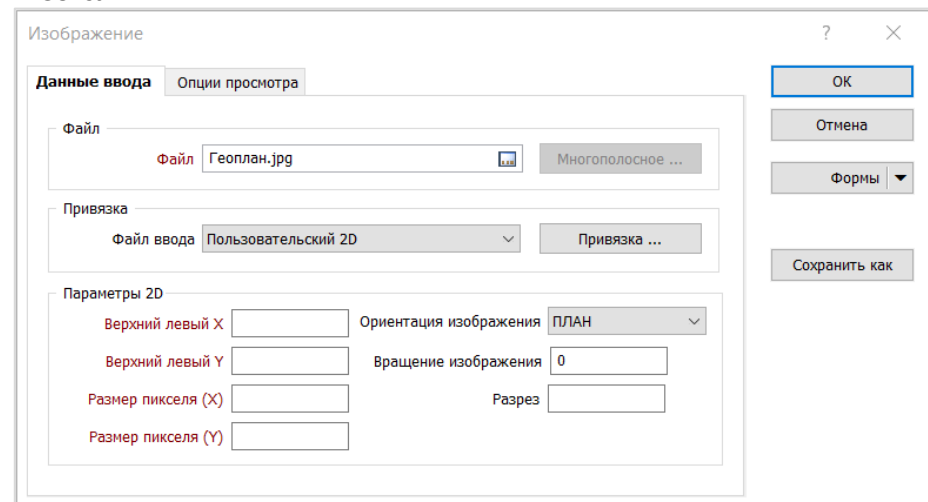 Изображение ?
Данные ввода Опции просмотра
ОК
Файл
Отмена
Файл Геоплан.jpg Многополосное ...
Формы
Привязка
Файл ввода Пользовательский 2D Привязка ...
Сохранить как
Параметры 2D
Верхний левый X Ориентация изображения ПЛАН
Верхний левый Y Вращение изображения 0
Размер пикселя (X) Разрез
Размер пикселя (Y)